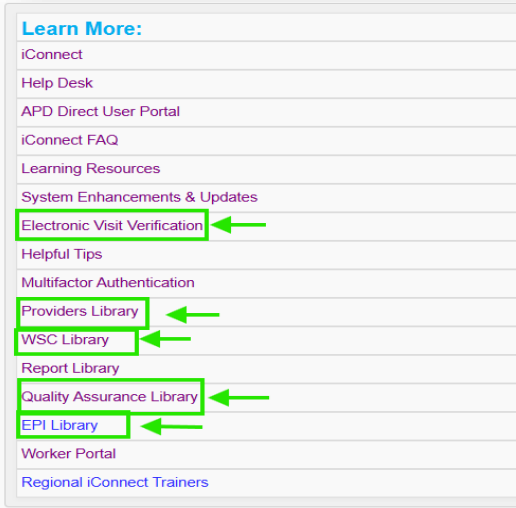 Learn More:
iConnect
Help Desk
APD Direct User Portal
iConnect FAQ
Learning Resources
System Enhancements & Updates
Electronic Visit Verification
Helpful Tips
Multifactor Authentication
Providers Library
WSC Library
Report Library
Quality Assurance Library
EPI Library
Worker Portal
Regional iConnect Trainers